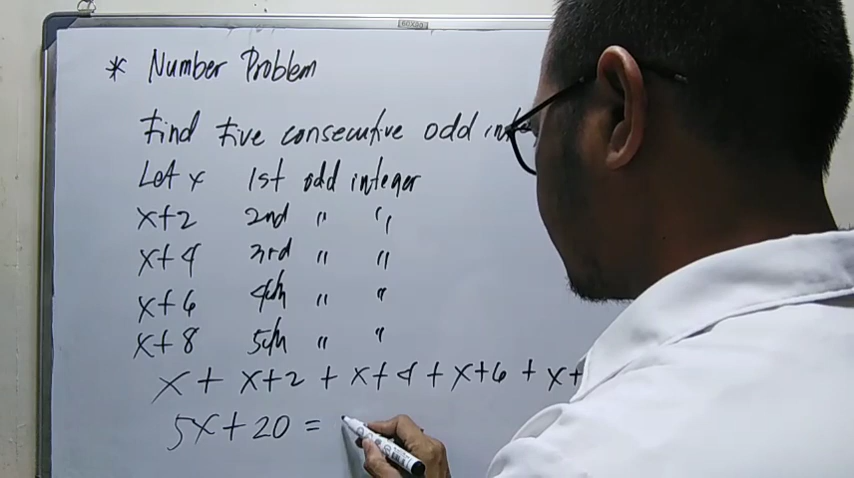 * Number Problem
Find Five consecutive odd
Let x 1st odd integer
x+2 2nd " "
x+4 3rd " "
x+6 4th " "
x+8 5th " "
x + x+2 + x+4 + x+6 + x+
5x+20 =